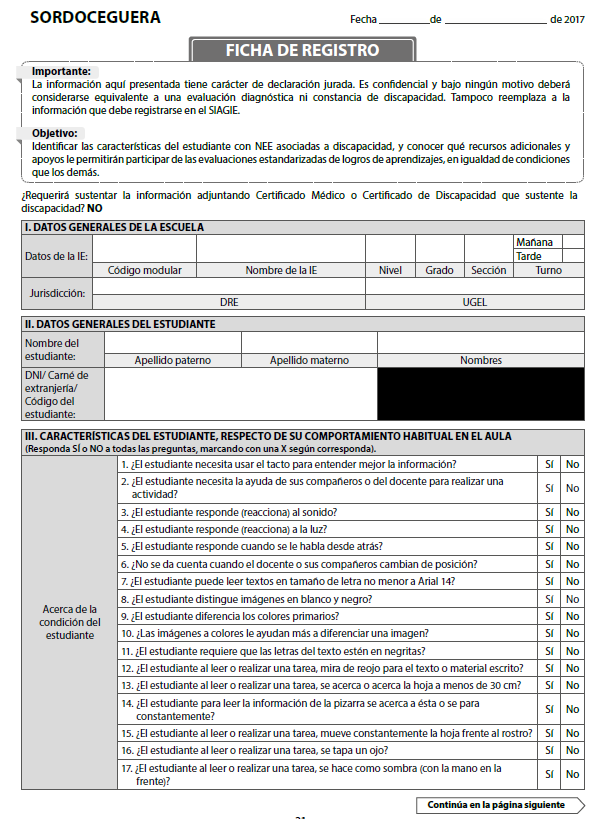 SORDOCEGUERA
Fecha _________ de ___________________ de 2017
FICHA DE REGISTRO
Importante:
La información aquí presentada tiene carácter de declaración jurada. Es confidencial y bajo ningún motivo deberá
considerarse equivalente a una evaluación diagnóstica ni constancia de discapacidad. Tampoco reemplaza a la
información que debe registrarse en el SIAGIE.
Objetivo:
Identificar las características del estudiante con NEE asociadas a discapacidad, y conocer qué recursos adicionales y
apoyos le permitirán participar de las evaluaciones estandarizadas de logros de aprendizajes, en igualdad de condiciones
que los demás.
¿Requerirá sustentar la información adjuntando Certificado Médico o Certificado de Discapacidad que sustente la
discapacidad? NO
I. DATOS GENERALES DE LA ESCUELA
Datos de la IE:
Mañana
Tarde
Código modular Nombre de la IE Nivel Grado Sección Turno
Jurisdicción:
DRE UGEL
II. DATOS GENERALES DEL ESTUDIANTE
Nombre del
estudiante:
Apellido paterno Apellido materno Nombres
DNI/ Carné de
extranjería/
Código del
estudiante:
III. CARACTERÍSTICAS DEL ESTUDIANTE, RESPECTO DE SU COMPORTAMIENTO HABITUAL EN EL AULA
(Responda SÍ O NO a todas las preguntas, marcando con una X según corresponda).
Acerca de la
condición del
estudiante
1. ¿El estudiante necesita usar el tacto para entender mejor la información? Sí No
2. ¿El estudiante necesita la ayuda de sus compañeros o del docente para realizar una
actividad? Sí No
3. ¿El estudiante responde (reacciona) al sonido? Sí No
4. ¿El estudiante responde (reacciona) a la luz? Sí No
5. ¿El estudiante responde cuando se le habla desde atrás? Sí No
6. ¿No se da cuenta cuando el docente o sus compañeros cambian de posición? Sí No
7. ¿El estudiante puede leer textos en tamaño de letra no menor a Arial 14? Sí No
8. ¿El estudiante distingue imágenes en blanco y negro? Sí No
9. ¿El estudiante diferencia los colores primarios? Sí No
10. ¿Las imágenes a colores le ayudan más a diferenciar una imagen? Sí No
11. ¿El estudiante requiere que las letras del texto estén en negritas? Sí No
12. ¿El estudiante al leer o realizar una tarea, mira de reojo para el texto o material escrito? Sí No
13. ¿El estudiante al leer o realizar una tarea, se acerca o acerca la hoja a menos de 30 cm? Sí No
14. ¿El estudiante para leer la información de la pizarra se acerca a ésta o se para
constantemente? Sí No
15. ¿El estudiante al leer o realizar una tarea, mueve constantemente la hoja frente al rostro? Sí No
16. ¿El estudiante al leer o realizar una tarea, se tapa un ojo? Sí No
17. ¿El estudiante al leer o realizar una tarea, se hace como sombra (con la mano en la
frente)? Sí No
Continúa en la página siguiente